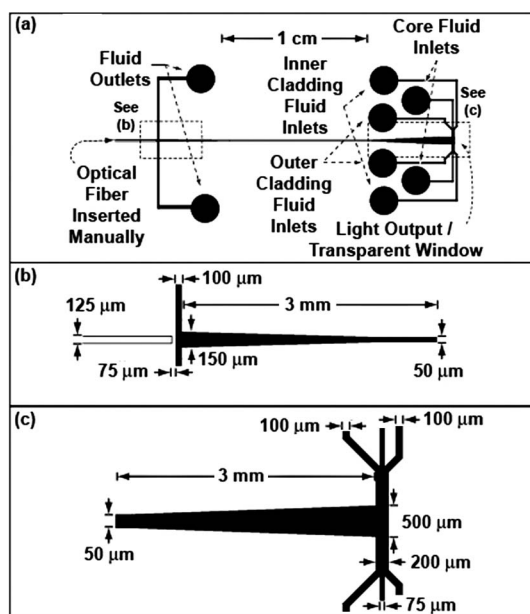 (a)
1 cm
Core Fluid
Inlets
Fluid
Outlets
Inner
Cladding
Fluid
Inlets
See
(b)
See
(c)
Optical
Fiber
Inserted
Manually
Outer
Cladding
Fluid
Inlets
Light Output /
Transparent Window
(b)
100 μm
125 μm
3 mm
75 μm
150 μm
50 μm
(c)
100 μm
100 μm
3 mm
50 μm
500 μm
200 μm
75 μm